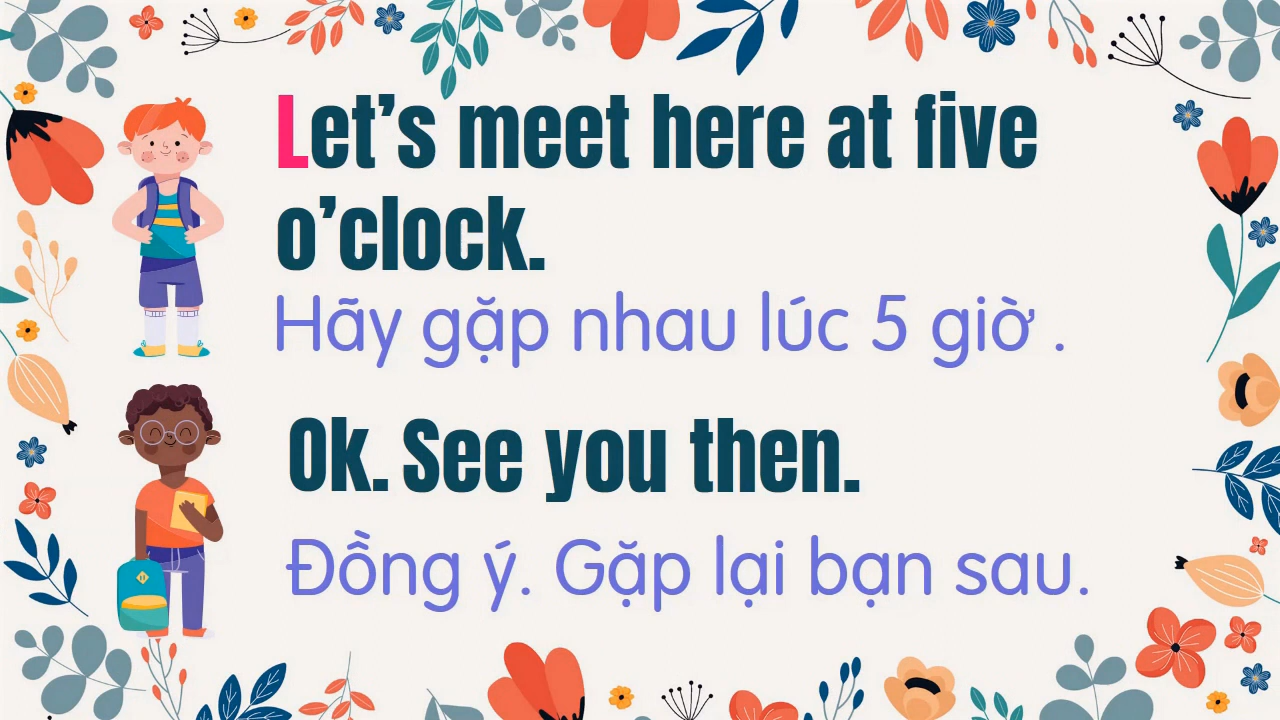 Let’s meet here at five
o’clock.
Hãy gặp nhau lúc 5 giờ .
Ok. See you then.
Đồng ý. Gặp lại bạn sau.